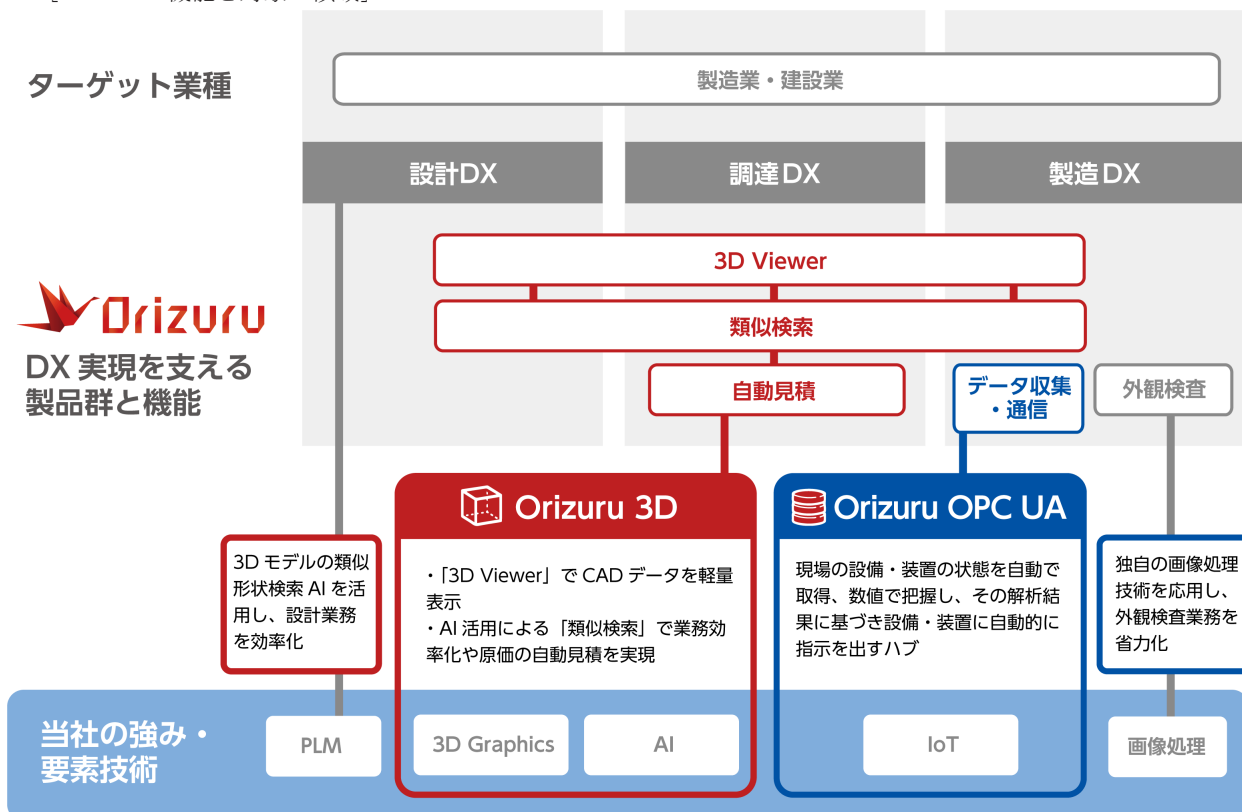 ターゲット業種
製造業・建設業
設計DX
調達DX
製造DX
3D Viewer
類似検索
自動見積
データ収集
・通信
外観検査
Orizuru
DX 実現を支える
製品群と機能
3D モデルの類似
形状検索 AI を活
用し、設計業務
を効率化
Orizuru 3D
・「3D Viewer」で CAD データを軽量
表示
・AI 活用による「類似検索」で業務効
率化や原価の自動見積を実現
Orizuru OPC UA
現場の設備・装置の状態を自動で
取得、数値で把握し、その解析結
果に基づき設備・装置に自動的に
指示を出すハブ
独自の画像処理
技術を応用し、
外観検査業務を
省力化
当社の強み・
要素技術
PLM
3D Graphics
AI
IoT
画像処理